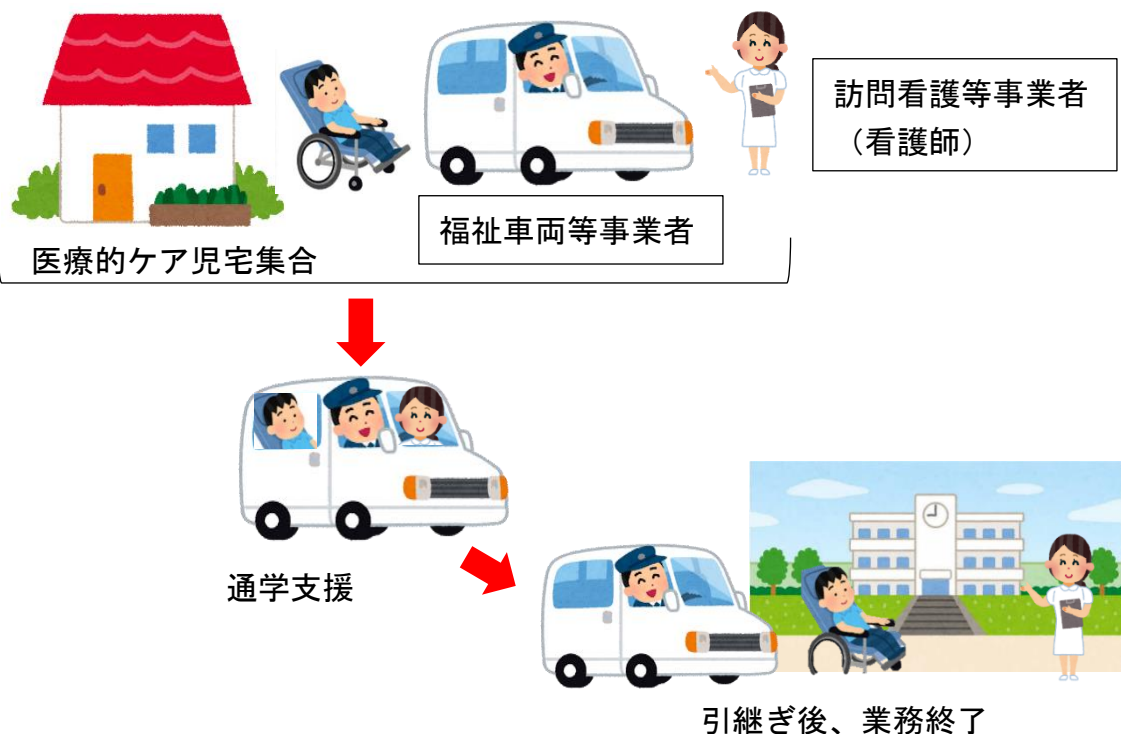 訪問看護等事業者
（看護師）
福祉車両等事業者
医療的ケア児宅集合
通学支援
引継ぎ後、業務終了